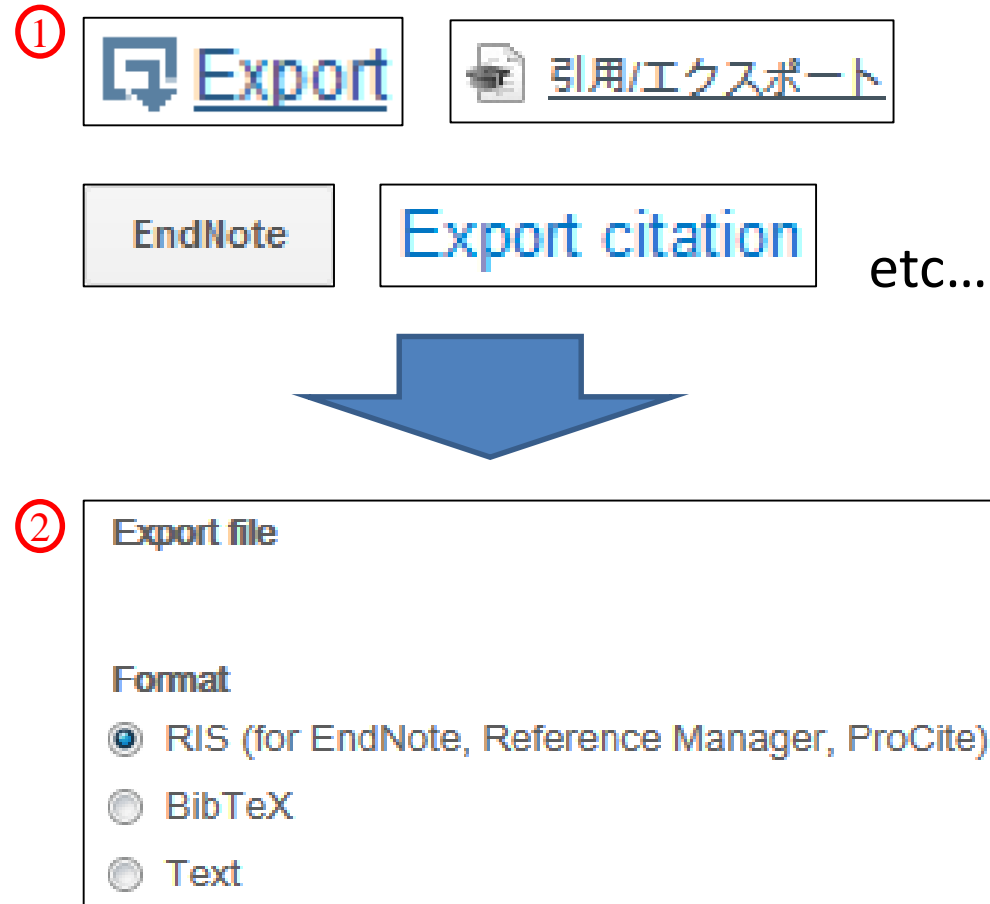 ① Export 引用/エクスポート
EndNote Export citation etc…
② Export file
Format
RIS (for EndNote, Reference Manager, ProCite)
BibTeX
Text